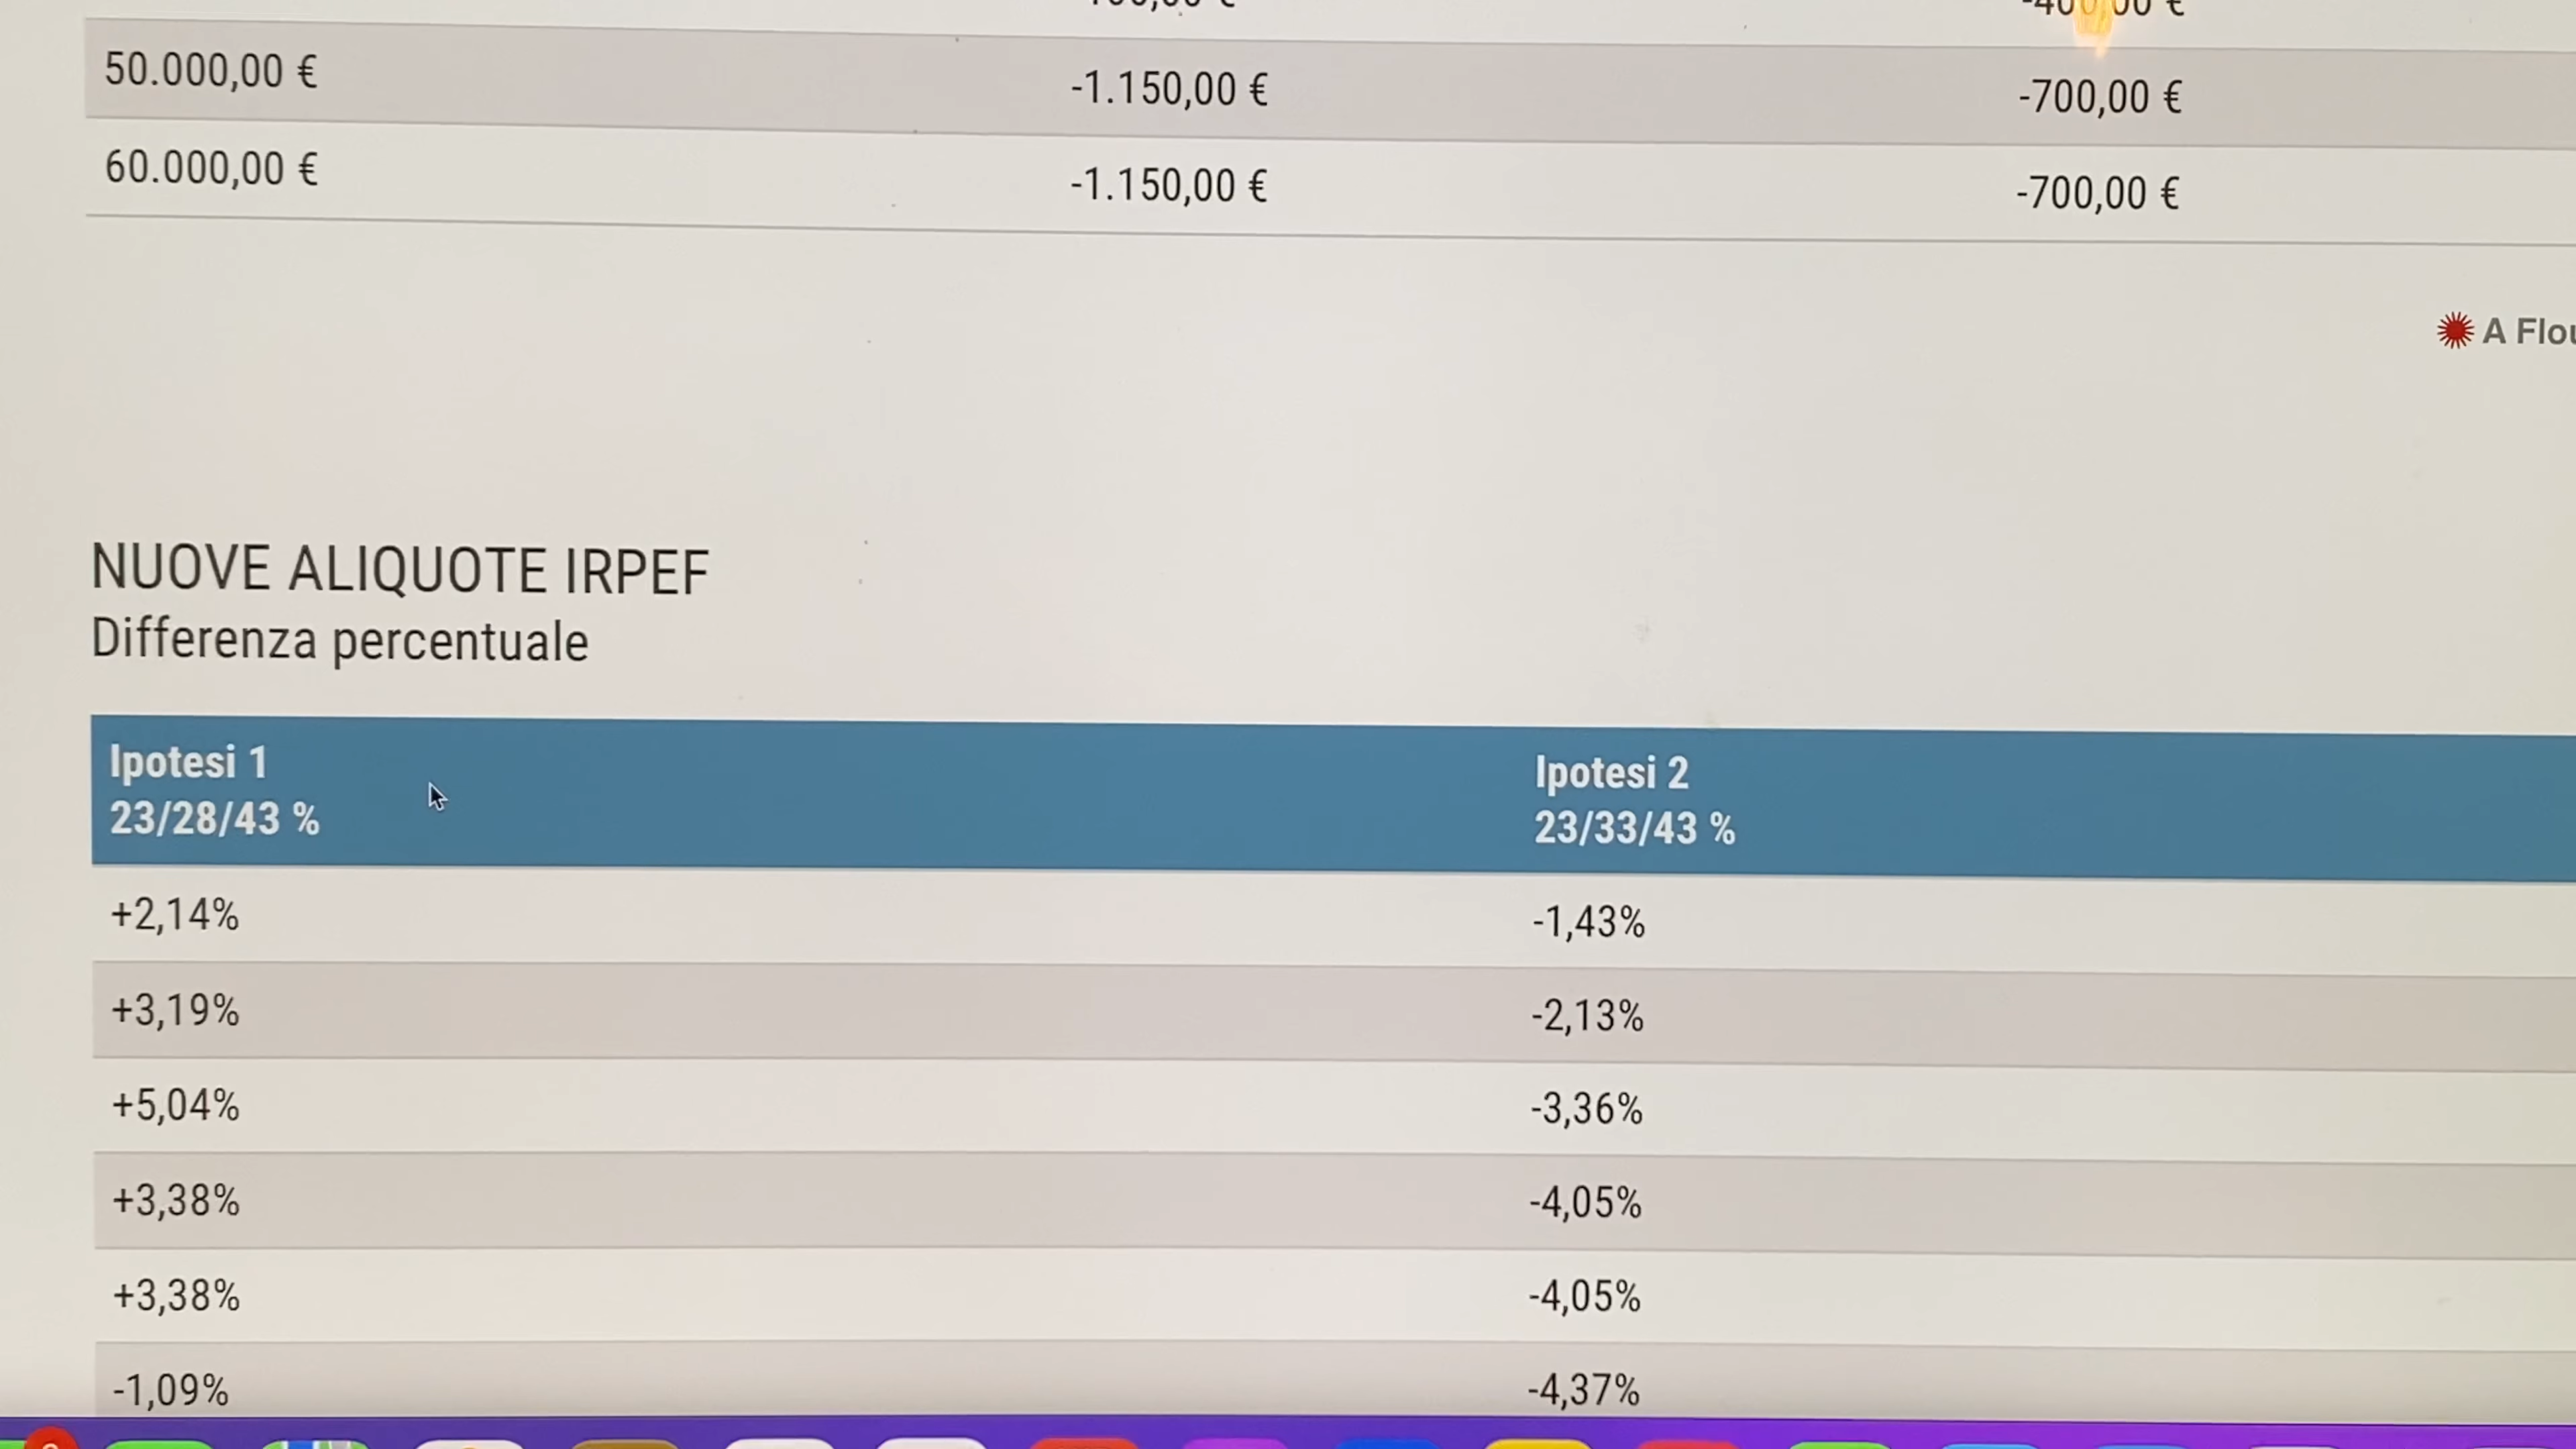 -400,00 €
50.000,00 € -1.150,00 € -700,00 €
60.000,00 € -1.150,00 € -700,00 €
A
NUOVE ALIQUOTE IRPEF
Differenza percentuale
Ipotesi 1 Ipotesi 2
23/28/43 % 23/33/43 %
+2,14% -1,43%
+3,19% -2,13%
+5,04% -3,36%
+3,38% -4,05%
+3,38% -4,05%
-1,09% -4,37%